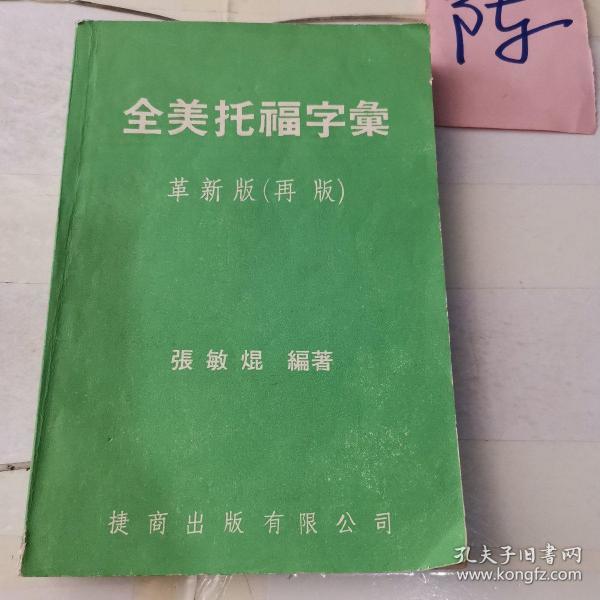 陈
全美托福字彙
革新版(再版)
張敏焜 編著
捷商出版有限公司
孔夫子旧书网
www.kongfz.com